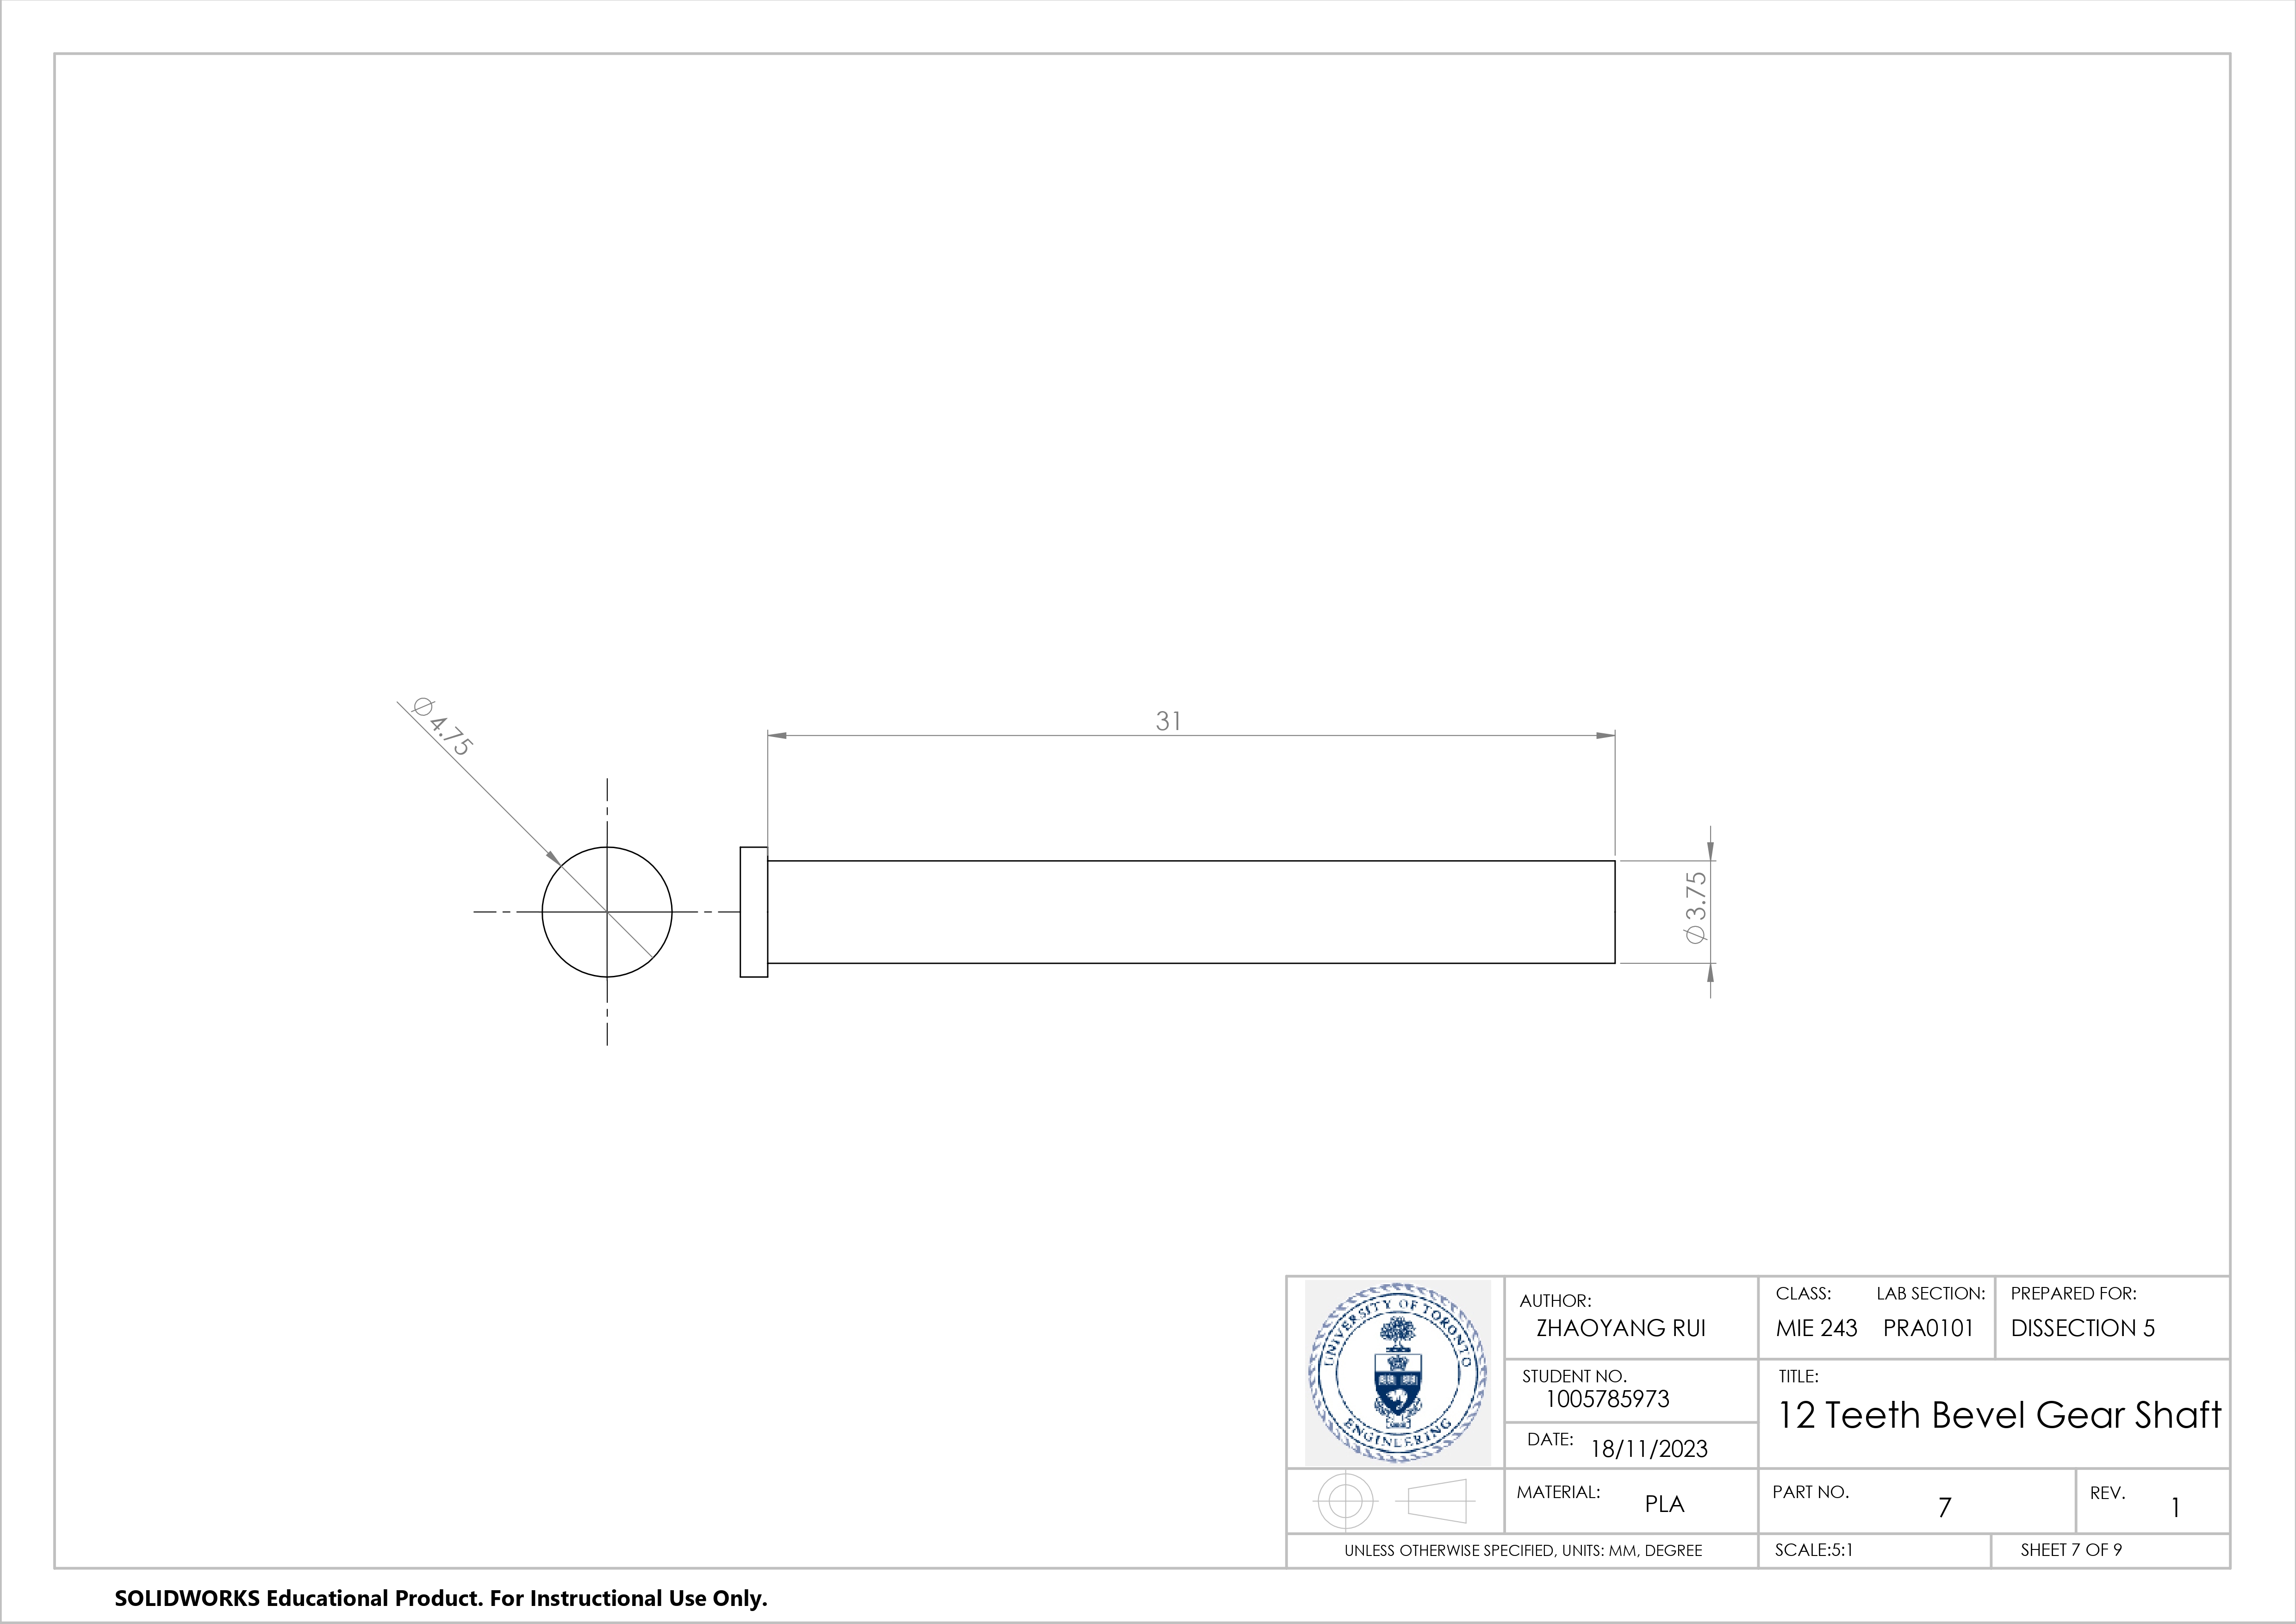 ∅4.75
31
∅3.75
UNIVERSITY OF TORONTO
ENGINEERING
AUTHOR:
ZHAOYANG RUI
CLASS: LAB SECTION:
MIE 243 PRA0101
PREPARED FOR:
DISSECTION 5
STUDENT NO.
1005785973
DATE: 18/11/2023
TITLE:
12 Teeth Bevel Gear Shaft
MATERIAL: PLA
PART NO. 7
REV. 1
UNLESS OTHERWISE SPECIFIED, UNITS: MM, DEGREE
SCALE:5:1
SHEET 7 OF 9
SOLIDWORKS Educational Product. For Instructional Use Only.